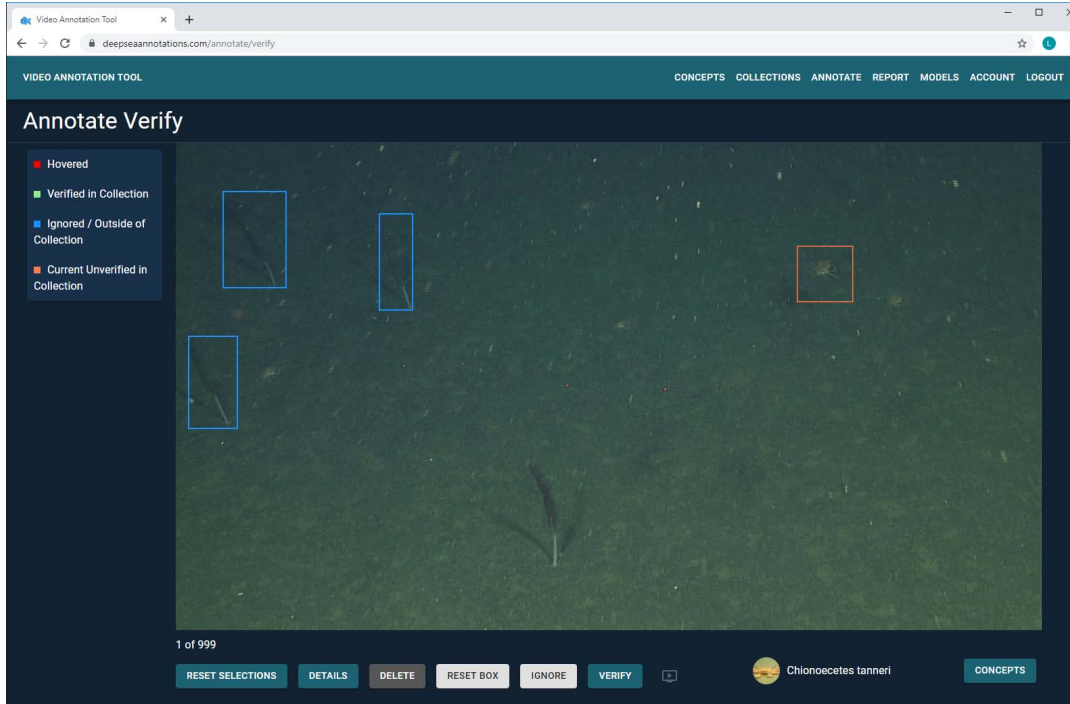 Video Annotation Tool
deepseaannotations.com/annotate/verify
L
VIDEO ANNOTATION TOOL
CONCEPTS COLLECTIONS ANNOTATE REPORT MODELS ACCOUNT LOGOUT
Annotate Verify
Hovered
Verified in Collection
Ignored / Outside of
Collection
Current Unverified in
Collection
1 of 999
RESET SELECTIONS DETAILS DELETE RESET BOX IGNORE VERIFY Chionoecetes tanneri CONCEPTS